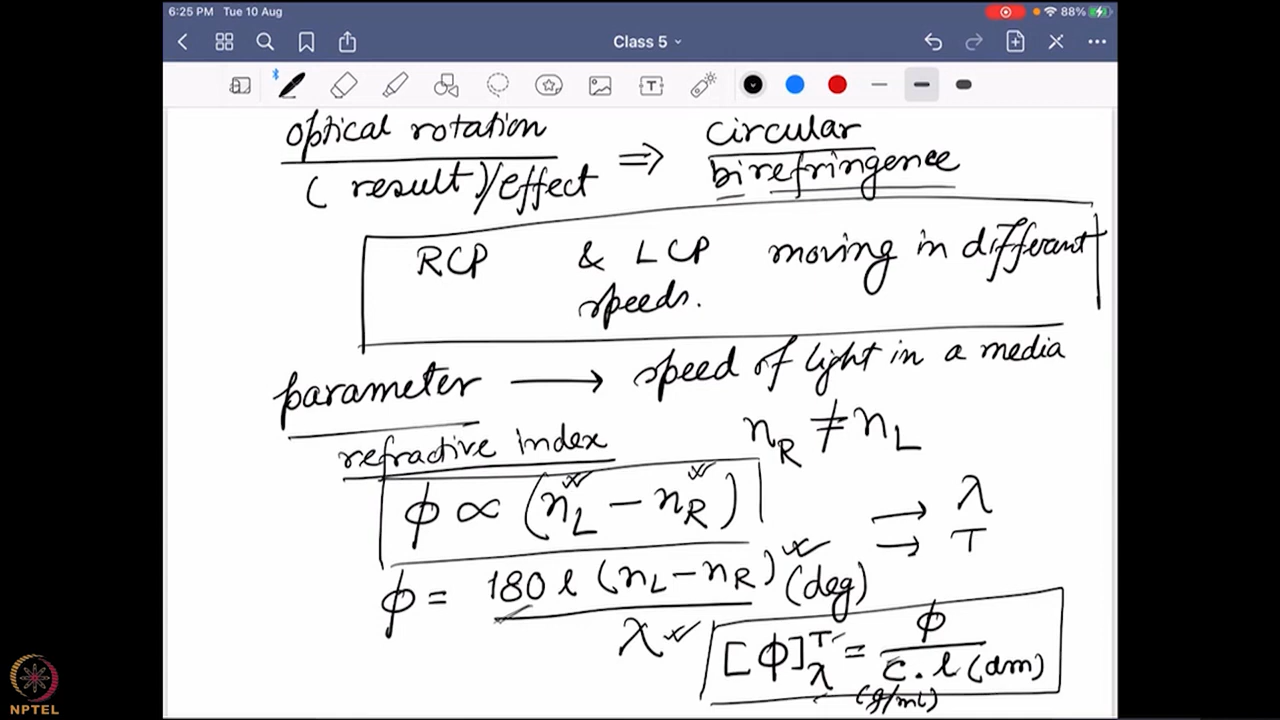 6:25 PM Tue 10 Aug 88%
Class 5
optical rotation ⇒ circular
(result)/effect birefringence
RCP & LCP moving in differant
speeds.
parameter → speed of light in a media
refractive index n_R ≠ n_L
ϕ ∝ (n_L − n_R) → λ
→ T
ϕ = 180 l (n_L − n_R) / λ (deg)
[ϕ]^T_λ = ϕ / c . l (dm)
(g/ml)
NPTEL